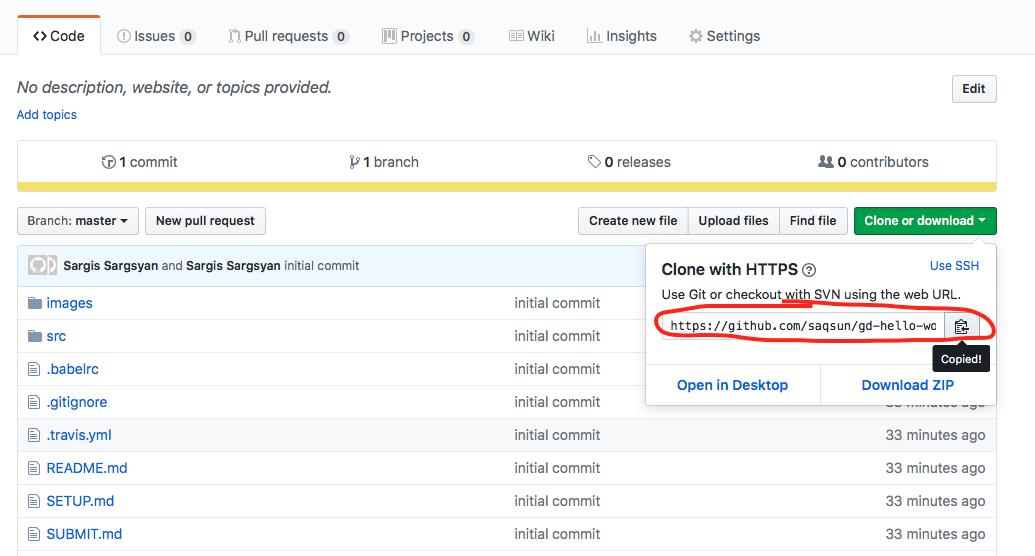 Code Issues 0 Pull requests 0 Projects 0 Wiki Insights Settings
No description, website, or topics provided. Edit
Add topics
1 commit 1 branch 0 releases 0 contributors
Branch: master New pull request Create new file Upload files Find file Clone or download
Sargis Sargsyan and Sargis Sargsyan initial commit
Clone with HTTPS ? Use SSH
Use Git or checkout with SVN using the web URL.
https://github.com/saqsun/gd-hello-wo
Copied!
Open in Desktop Download ZIP
images initial commit
src initial commit
.babelrc initial commit
.gitignore initial commit 33 minutes ago
.travis.yml initial commit 33 minutes ago
README.md initial commit 33 minutes ago
SETUP.md initial commit 33 minutes ago
SUBMIT.md initial commit 33 minutes ago